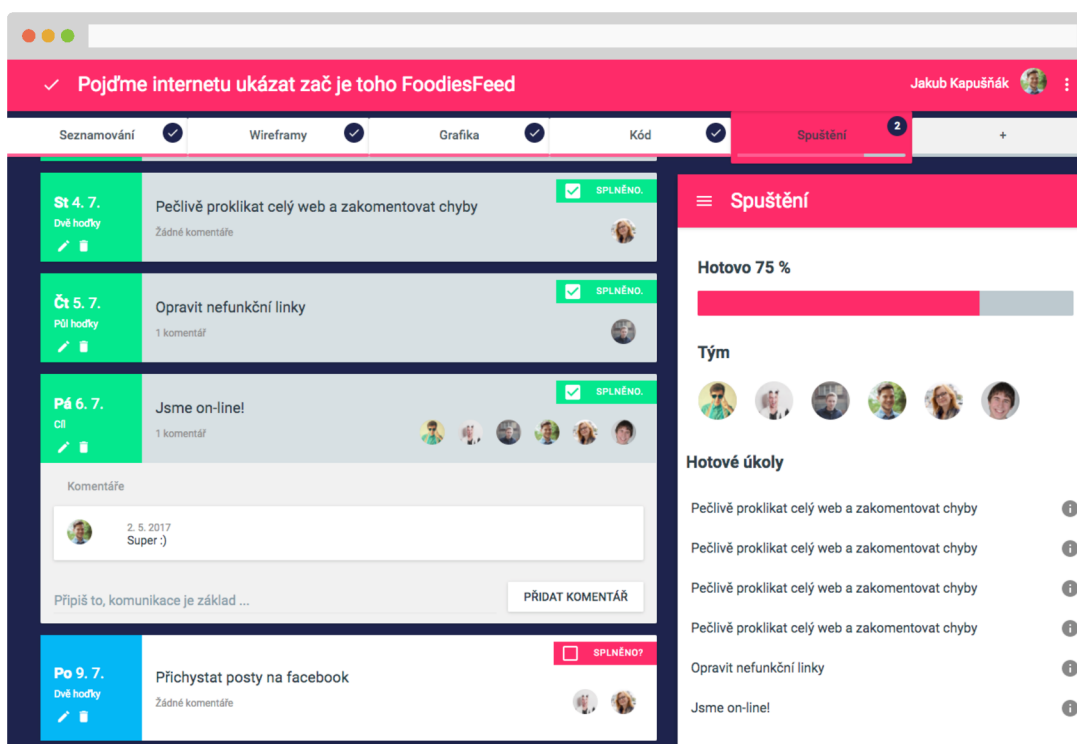 Pojďme internetu ukázat zač je toho FoodiesFeed
Jakub Kapušňák
Seznamování
Wireframy
Grafika
Kód
Spuštění
2
+
St 4. 7.
Dvě hoďky
Pečlivě proklikat celý web a zakomentovat chyby
Žádné komentáře
SPLNĚNO.
Čt 5. 7.
Půl hoďky
Opravit nefunkční linky
1 komentář
SPLNĚNO.
Pá 6. 7.
Cíl
Jsme on-line!
1 komentář
SPLNĚNO.
Komentáře
2. 5. 2017
Super :)
Připiš to, komunikace je základ ...
PŘIDAT KOMENTÁŘ
Po 9. 7.
Dvě hoďky
Přichystat posty na facebook
Žádné komentáře
SPLNĚNO?
Spuštění
Hotovo 75 %
Tým
Hotové úkoly
Pečlivě proklikat celý web a zakomentovat chyby
Pečlivě proklikat celý web a zakomentovat chyby
Pečlivě proklikat celý web a zakomentovat chyby
Pečlivě proklikat celý web a zakomentovat chyby
Opravit nefunkční linky
Jsme on-line!